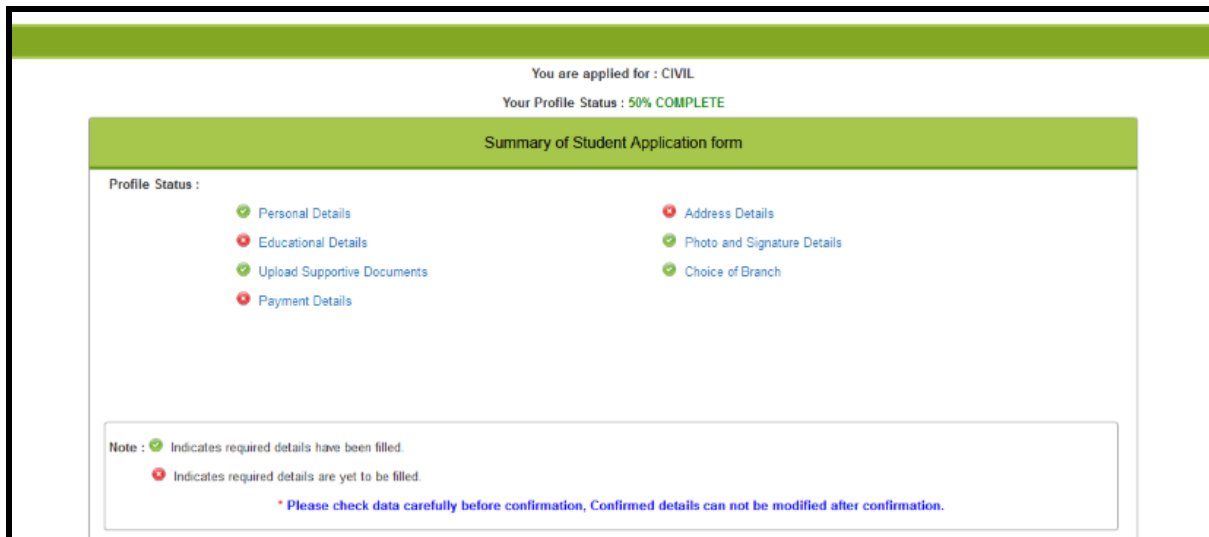 You are applied for : CIVIL
Your Profile Status : 50% COMPLETE
Summary of Student Application form
Profile Status :
Personal Details
Address Details
Educational Details
Photo and Signature Details
Upload Supportive Documents
Choice of Branch
Payment Details
Note : Indicates required details have been filled.
Indicates required details are yet to be filled.
* Please check data carefully before confirmation, Confirmed details can not be modified after confirmation.